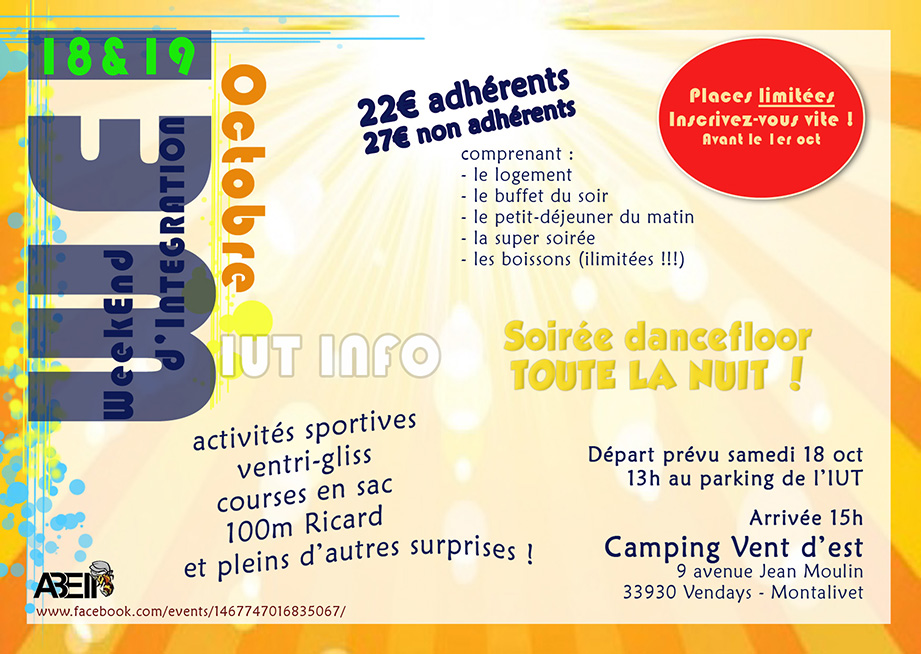 18 & 19
Octobre
WEI
WeekEnd
d'Intégration
IUT INFO
22€ adhérents
27€ non adhérents
comprenant :
- le logement
- le buffet du soir
- le petit-déjeuner du matin
- la super soirée
- les boissons (ilimitées !!!)
Places limitées
Inscrivez-vous vite !
Avant le 1er oct
Soirée dancefloor
TOUTE LA NUIT !
activités sportives
ventri-gliss
courses en sac
100m Ricard
et pleins d'autres surprises !
Départ prévu samedi 18 oct
13h au parking de l'IUT
Arrivée 15h
Camping Vent d'est
9 avenue Jean Moulin
33930 Vendays - Montalivet
ABEII
www.facebook.com/events/1467747016835067/